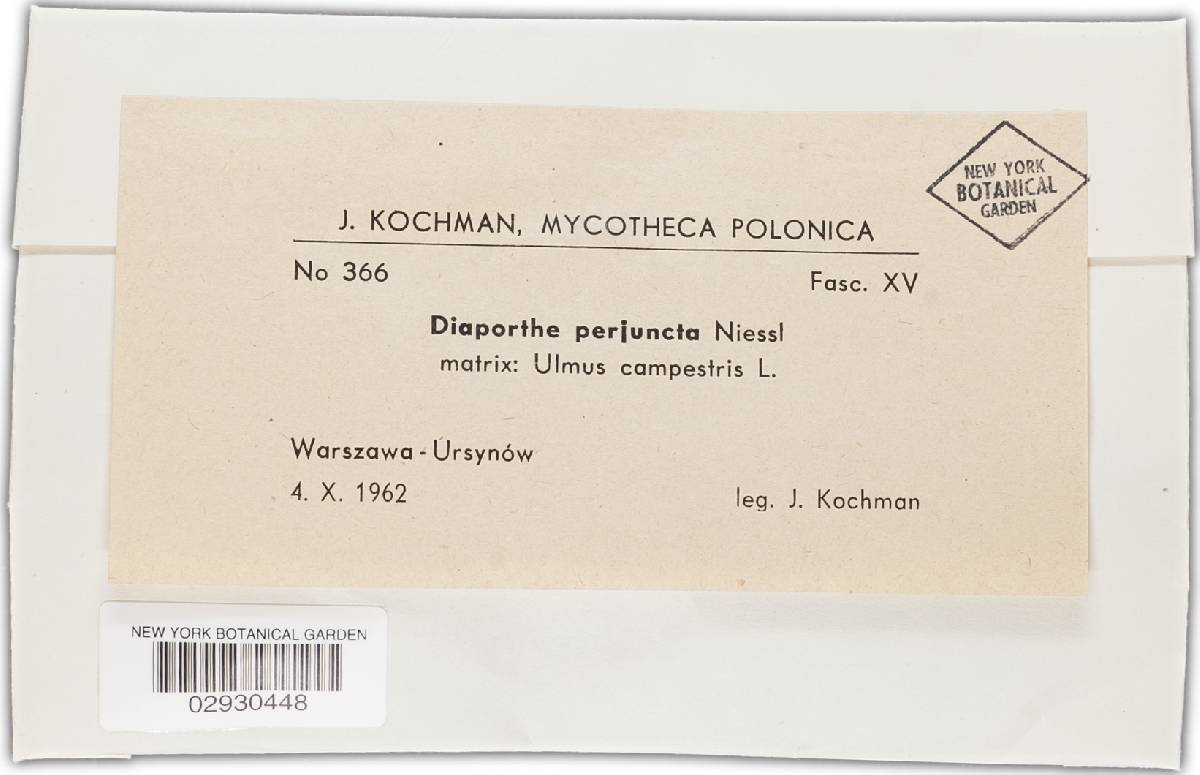 NEW YORK
BOTANICAL
GARDEN
J. KOCHMAN, MYCOTHECA POLONICA
No 366 Fasc. XV
Diaporthe perjuncta Niessl
matrix: Ulmus campestris L.
Warszawa - Ursynów
4. X. 1962 leg. J. Kochman
NEW YORK BOTANICAL GARDEN
02930448